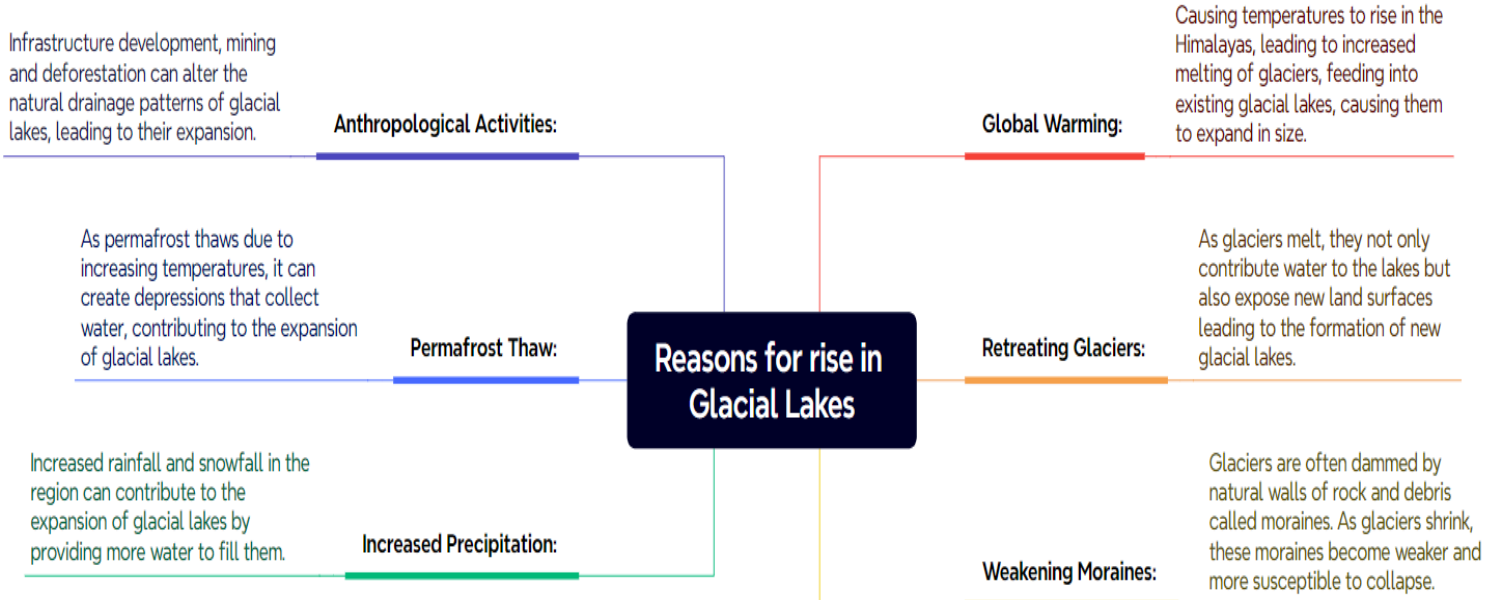 Reasons for rise in
Glacial Lakes
Infrastructure development, mining
and deforestation can alter the
natural drainage patterns of glacial
lakes, leading to their expansion.
Anthropological Activities:
As permafrost thaws due to
increasing temperatures, it can
create depressions that collect
water, contributing to the expansion
of glacial lakes.
Permafrost Thaw:
Increased rainfall and snowfall in the
region can contribute to the
expansion of glacial lakes by
providing more water to fill them.
Increased Precipitation:
Global Warming:
Causing temperatures to rise in the
Himalayas, leading to increased
melting of glaciers, feeding into
existing glacial lakes, causing them
to expand in size.
Retreating Glaciers:
As glaciers melt, they not only
contribute water to the lakes but
also expose new land surfaces
leading to the formation of new
glacial lakes.
Weakening Moraines:
Glaciers are often dammed by
natural walls of rock and debris
called moraines. As glaciers shrink,
these moraines become weaker and
more susceptible to collapse.